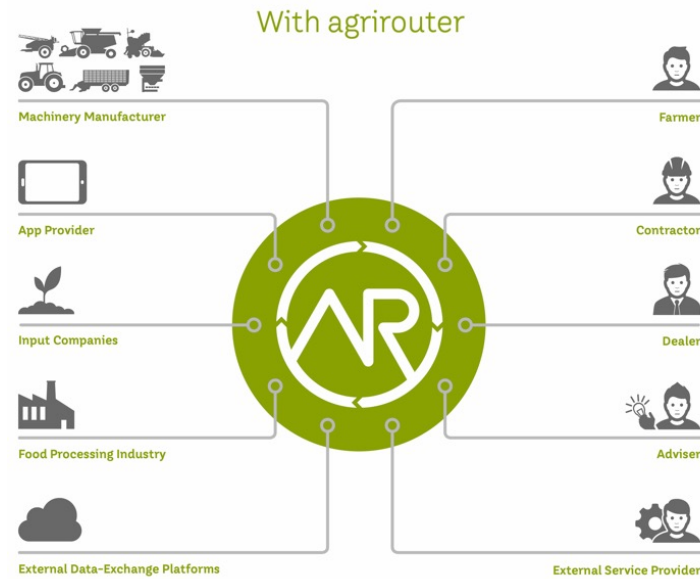 With agrirouter
Machinery Manufacturer
Farmer
App Provider
Contractor
Input Companies
Dealer
Food Processing Industry
Adviser
External Data-Exchange Platforms
External Service Provider
AR